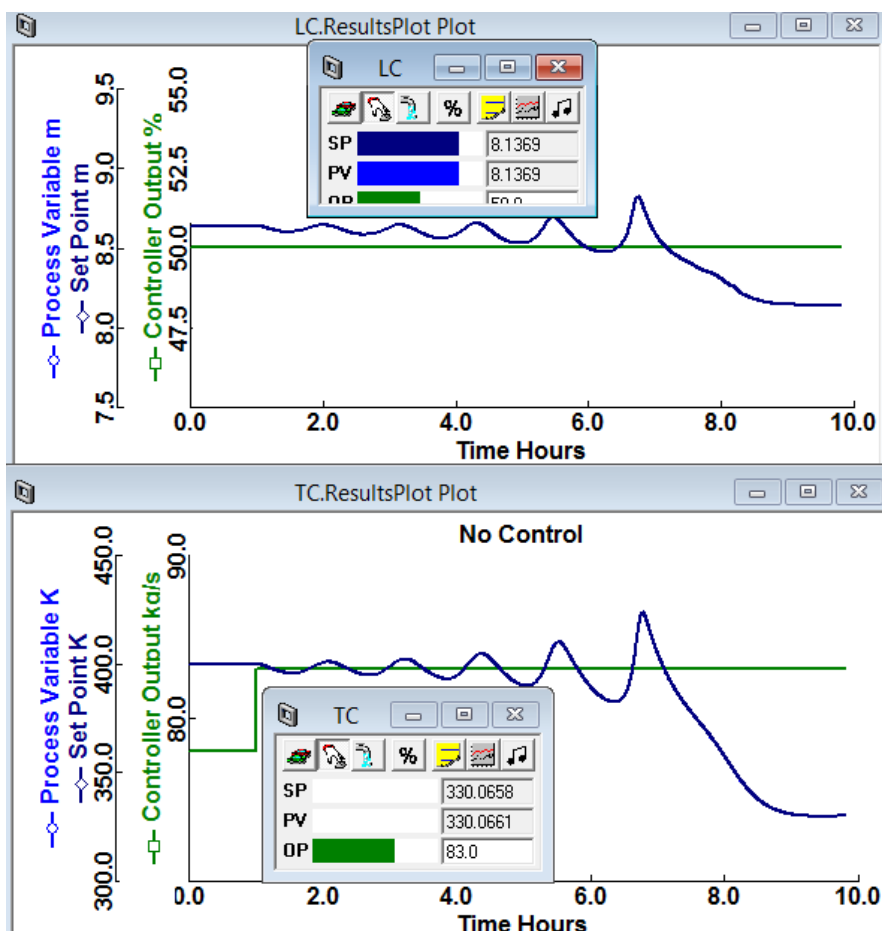 LC.ResultsPlot Plot
LC
%
SP 8.1369
PV 8.1369
OP 50.0
Process Variable m
Set Point m
Controller Output %
9.5
9.0
8.5
8.0
7.5
55.0
52.5
50.0
47.5
0.0 2.0 4.0 6.0 8.0 10.0
Time Hours
TC.ResultsPlot Plot
No Control
Process Variable K
Set Point K
Controller Output kg/s
450.0
400.0
350.0
300.0
90.0
80.0
TC
%
SP 330.0658
PV 330.0661
OP 83.0
0.0 2.0 4.0 6.0 8.0 10.0
Time Hours